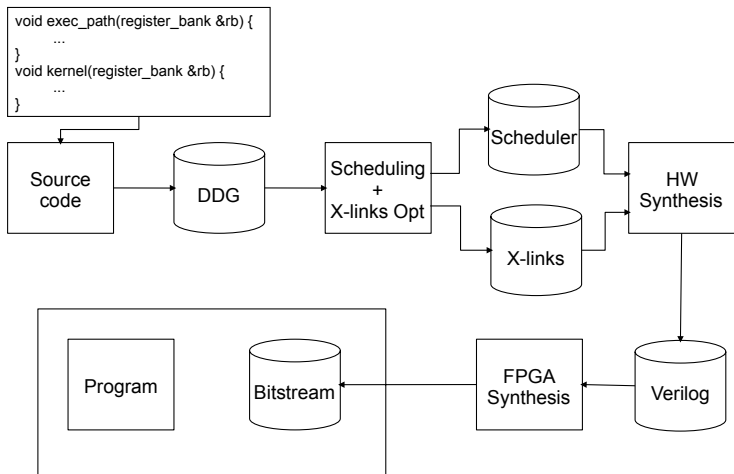 void exec_path(register_bank &rb) {
...
}
void kernel(register_bank &rb) {
...
}
Source
code
DDG
Scheduling
+
X-links Opt
Scheduler
X-links
HW
Synthesis
Program
Bitstream
FPGA
Synthesis
Verilog